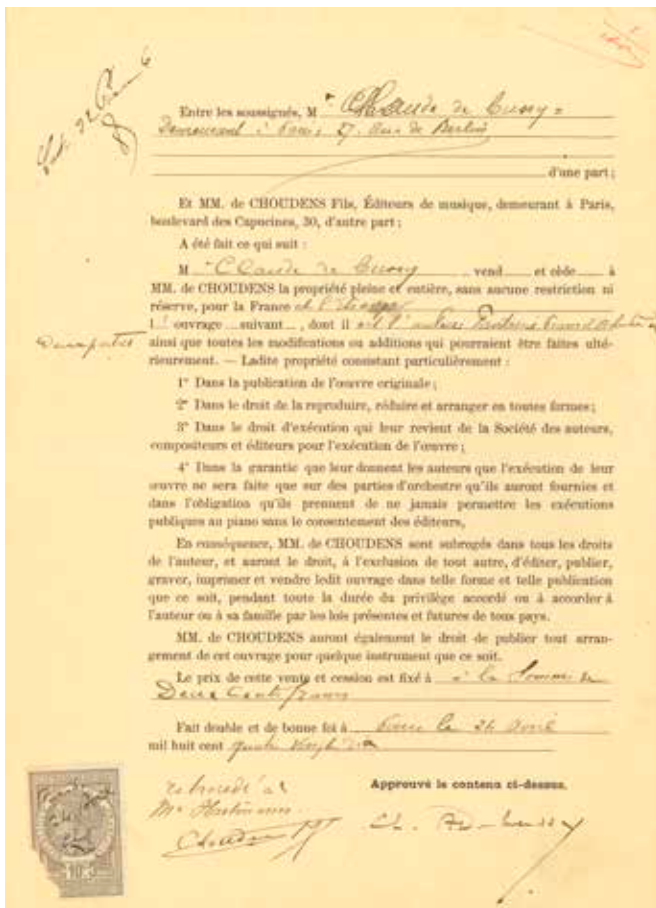 Entre les soussignés, M r Claude de Bussy
Demeurant à Paris 27, rue de Berlin
d'une part;
Et MM. de CHOUDENS Fils, Éditeurs de musique, demeurant à Paris,
boulevard des Capucines, 30, d'autre part;
A été fait ce qui suit :
M r Claude de Bussy vend et cède à
MM. de CHOUDENS la propriété pleine et entière, sans aucune restriction ni
réserve, pour la France et l'étranger
l' ouvrage suivant, dont il est l'auteur
ainsi que toutes les modifications ou additions qui pourraient être faites ulté-
rieurement. — Ladite propriété consistant particulièrement :
1° Dans la publication de l'œuvre originale;
2° Dans le droit de la reproduire, réduire et arranger en toutes formes;
3° Dans le droit d'exécution qui leur revient de la Société des auteurs,
compositeurs et éditeurs pour l'exécution de l'œuvre;
4° Dans la garantie que leur donnent les auteurs que l'exécution de leur
œuvre ne sera faite que sur des parties d'orchestre qu'ils auront fournies et
dans l'obligation qu'ils prennent de ne jamais permettre les exécutions
publiques au piano sans le consentement des éditeurs,
En conséquence, MM. de CHOUDENS sont subrogés dans tous les droits
de l'auteur, et auront le droit, à l'exclusion de tout autre, d'éditer, publier,
graver, imprimer et vendre ledit ouvrage dans telle forme et telle publication
que ce soit, pendant toute la durée du privilège accordé ou à accorder à
l'auteur ou à sa famille par les lois présentes et futures de tous pays.
MM. de CHOUDENS auront également le droit de publier tout arran-
gement de cet ouvrage pour quelque instrument que ce soit.
Le prix de cette vente et cession est fixé à à la Somme de
Deux Cents francs
Fait double et de bonne foi à Paris le 24 avril
mil huit cent quatre vingt dix
Approuvé le contenu ci-dessus.
retrocédé à
Mr Hartmann
Choudens
Ch. A. De Bussy
10 c